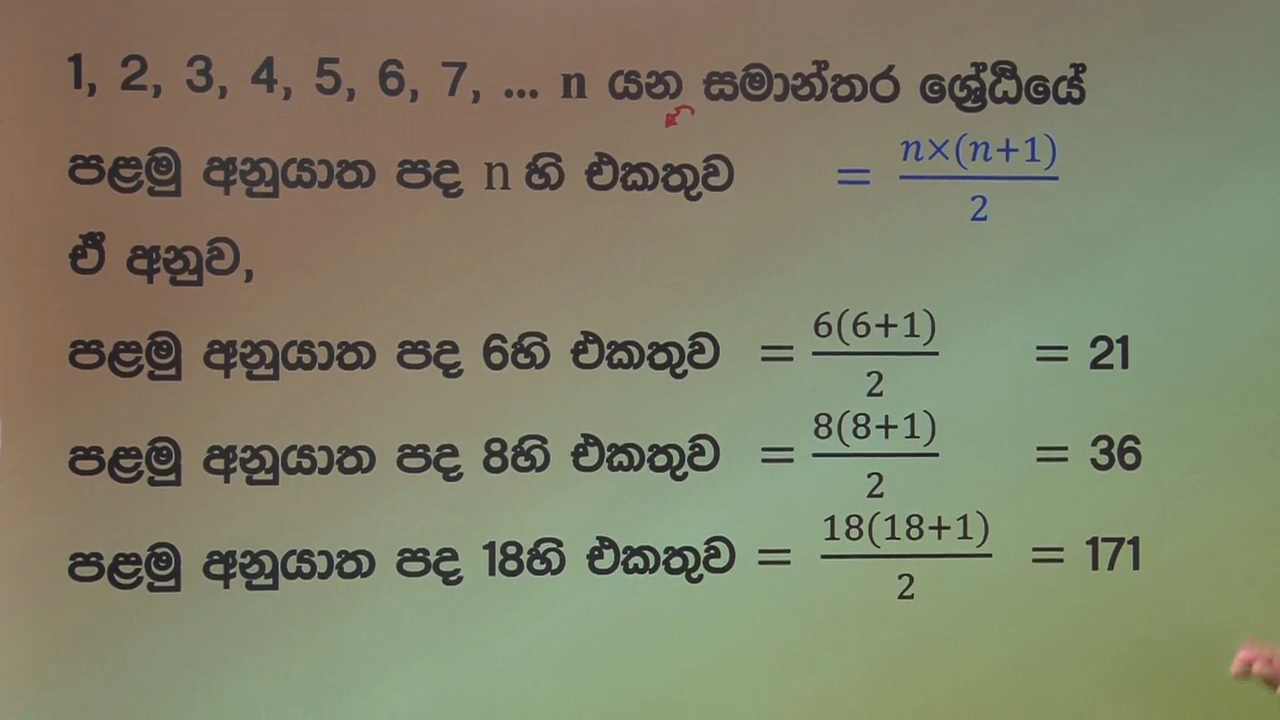 1, 2, 3, 4, 5, 6, 7, ... n යන සමාන්තර ශ්‍රේඪියේ
පළමු අනුයාත පද n හි එකතුව = n×(n+1)/2
ඒ අනුව,
පළමු අනුයාත පද 6හි එකතුව = 6(6+1)/2 = 21
පළමු අනුයාත පද 8හි එකතුව = 8(8+1)/2 = 36
පළමු අනුයාත පද 18හි එකතුව = 18(18+1)/2 = 171